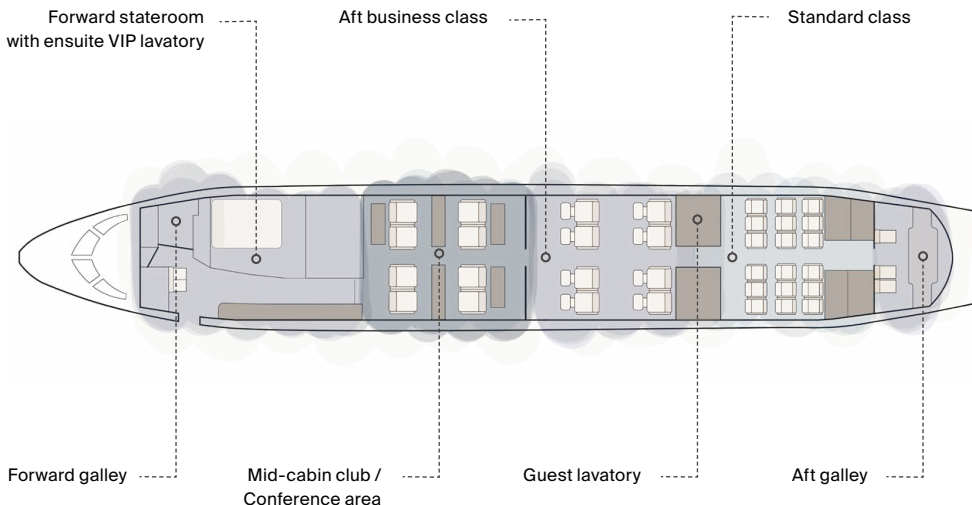 Forward stateroom
with ensuite VIP lavatory
Aft business class
Standard class
Forward galley
Mid-cabin club /
Conference area
Guest lavatory
Aft galley